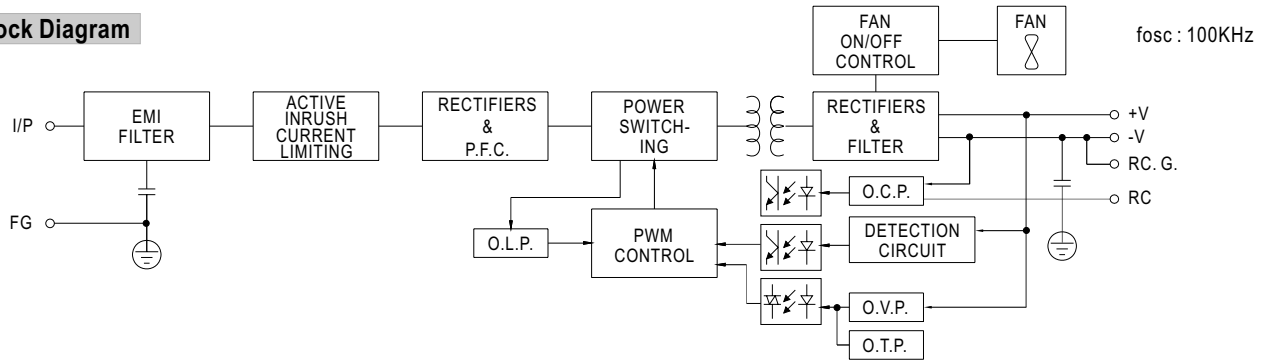 ock Diagram
FAN
ON/OFF
CONTROL
FAN
fosc : 100KHz
I/P
EMI
FILTER
ACTIVE
INRUSH
CURRENT
LIMITING
RECTIFIERS
&
P.F.C.
POWER
SWITCH-
ING
RECTIFIERS
&
FILTER
+V
-V
RC. G.
RC
FG
O.L.P.
PWM
CONTROL
O.C.P.
DETECTION
CIRCUIT
O.V.P.
O.T.P.